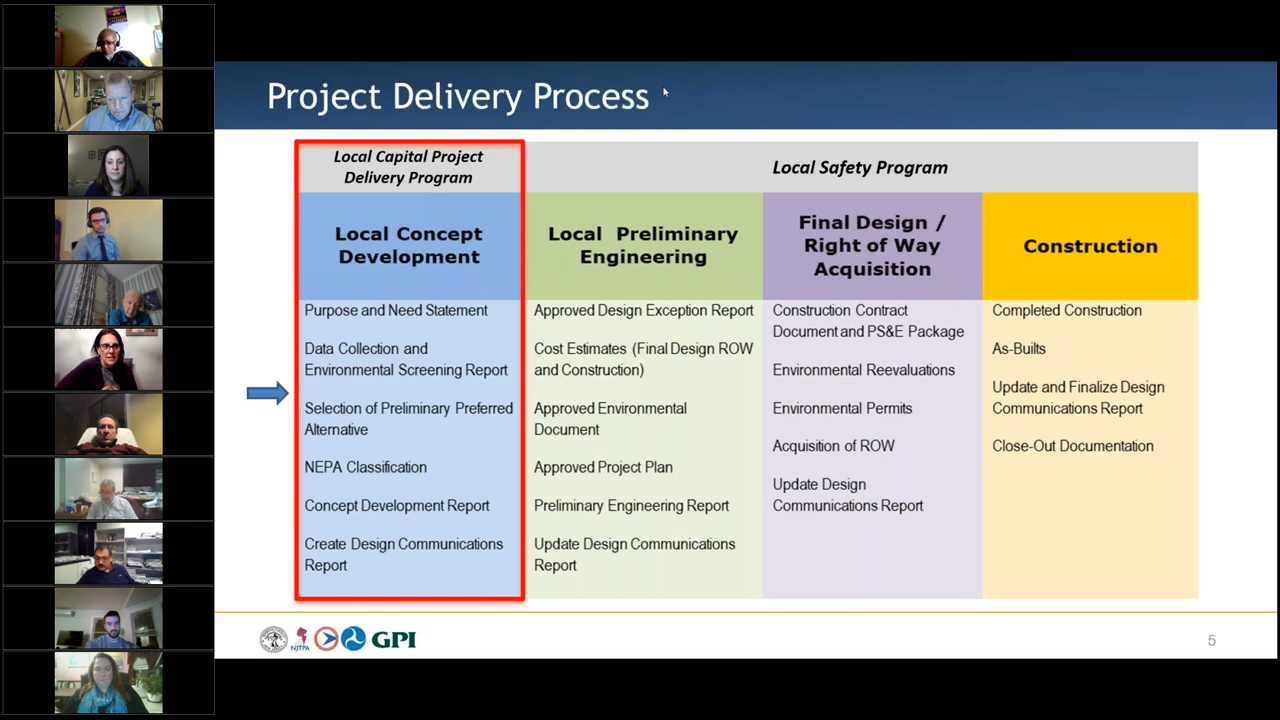 Project Delivery Process
Local Capital Project
Delivery Program
Local Safety Program
Local Concept
Development
Local Preliminary
Engineering
Final Design /
Right of Way
Acquisition
Construction
Purpose and Need Statement
Data Collection and
Environmental Screening Report
Selection of Preliminary Preferred
Alternative
NEPA Classification
Concept Development Report
Create Design Communications
Report
Approved Design Exception Report
Cost Estimates (Final Design ROW
and Construction)
Approved Environmental
Document
Approved Project Plan
Preliminary Engineering Report
Update Design Communications
Report
Construction Contract
Document and PS&E Package
Environmental Reevaluations
Environmental Permits
Acquisition of ROW
Update Design
Communications Report
Completed Construction
As-Builts
Update and Finalize Design
Communications Report
Close-Out Documentation
NJTPA
GPI
5